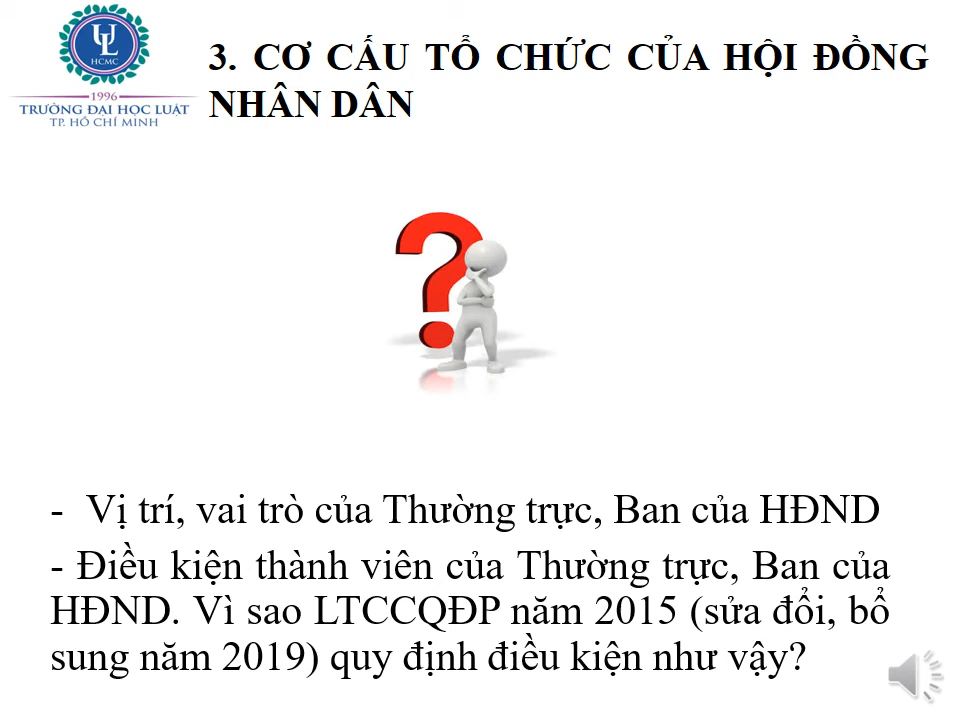 UL
HCMC
1996
TRƯỜNG ĐẠI HỌC LUẬT
TP. HỒ CHÍ MINH
3. CƠ CẤU TỔ CHỨC CỦA HỘI ĐỒNG
NHÂN DÂN
?
- Vị trí, vai trò của Thường trực, Ban của HĐND
- Điều kiện thành viên của Thường trực, Ban của
HĐND. Vì sao LTCCQĐP năm 2015 (sửa đổi, bổ
sung năm 2019) quy định điều kiện như vậy?